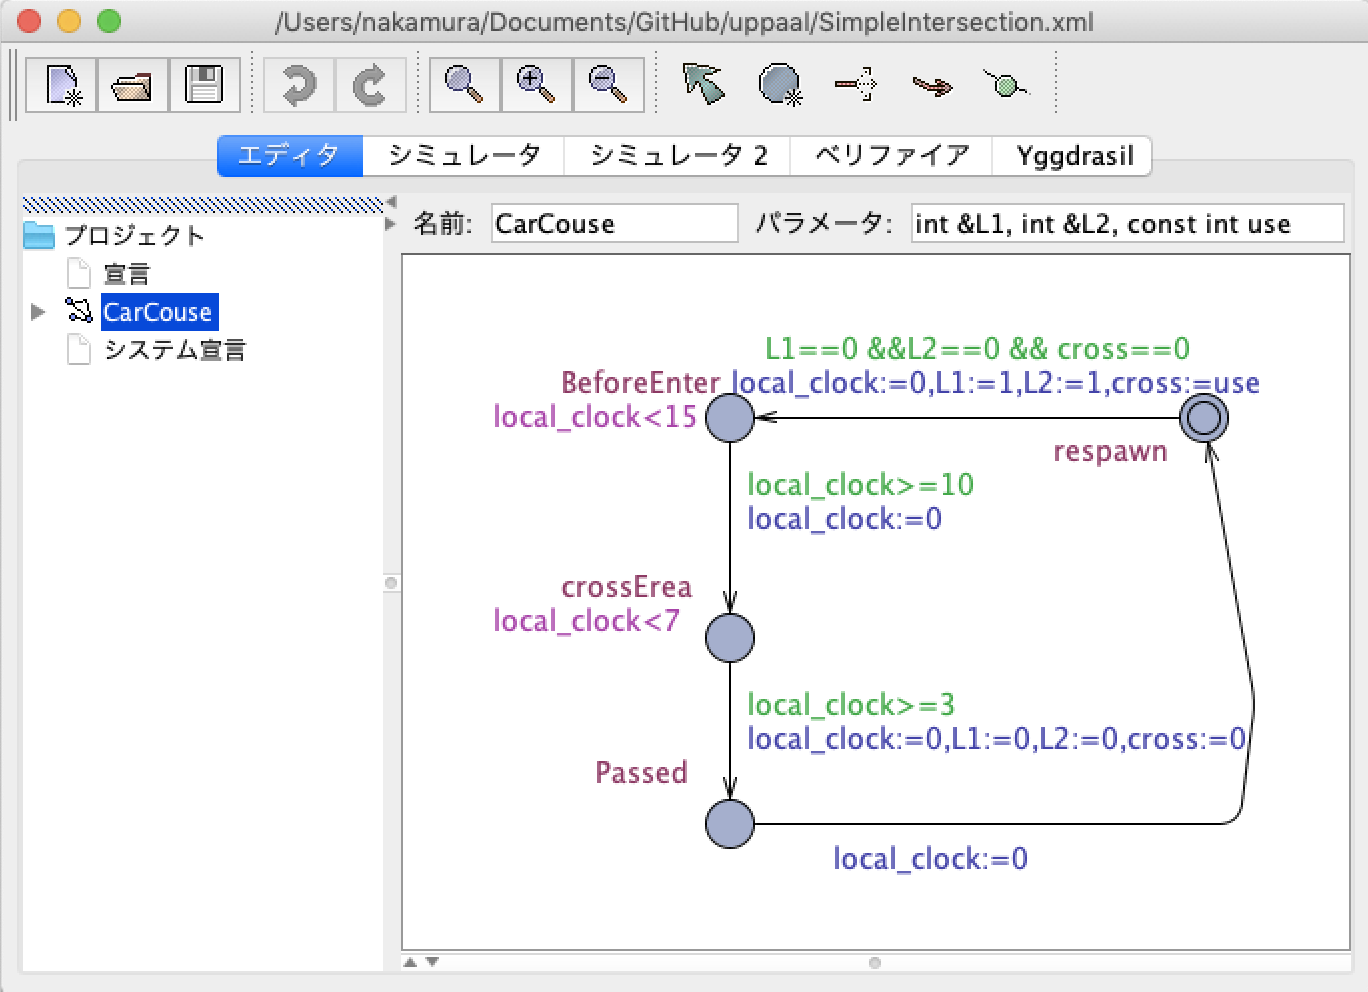 /Users/nakamura/Documents/GitHub/uppaal/SimpleIntersection.xml
エディタ シミュレータ シミュレータ 2 ベリファイア Yggdrasil
プロジェクト
宣言
CarCouse
システム宣言
名前: CarCouse パラメータ: int &L1, int &L2, const int use
L1==0 &&L2==0 && cross==0
BeforeEnter local_clock:=0,L1:=1,L2:=1,cross:=use
local_clock<15
respawn
local_clock>=10
local_clock:=0
crossErea
local_clock<7
local_clock>=3
local_clock:=0,L1:=0,L2:=0,cross:=0
Passed
local_clock:=0